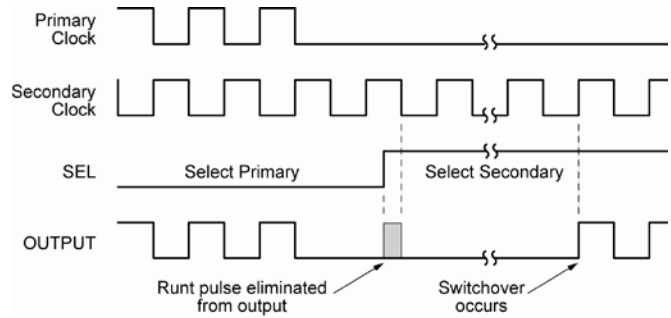 Primary
Clock
Secondary
Clock
SEL
Select Primary
Select Secondary
OUTPUT
Runt pulse eliminated
from output
Switchover
occurs